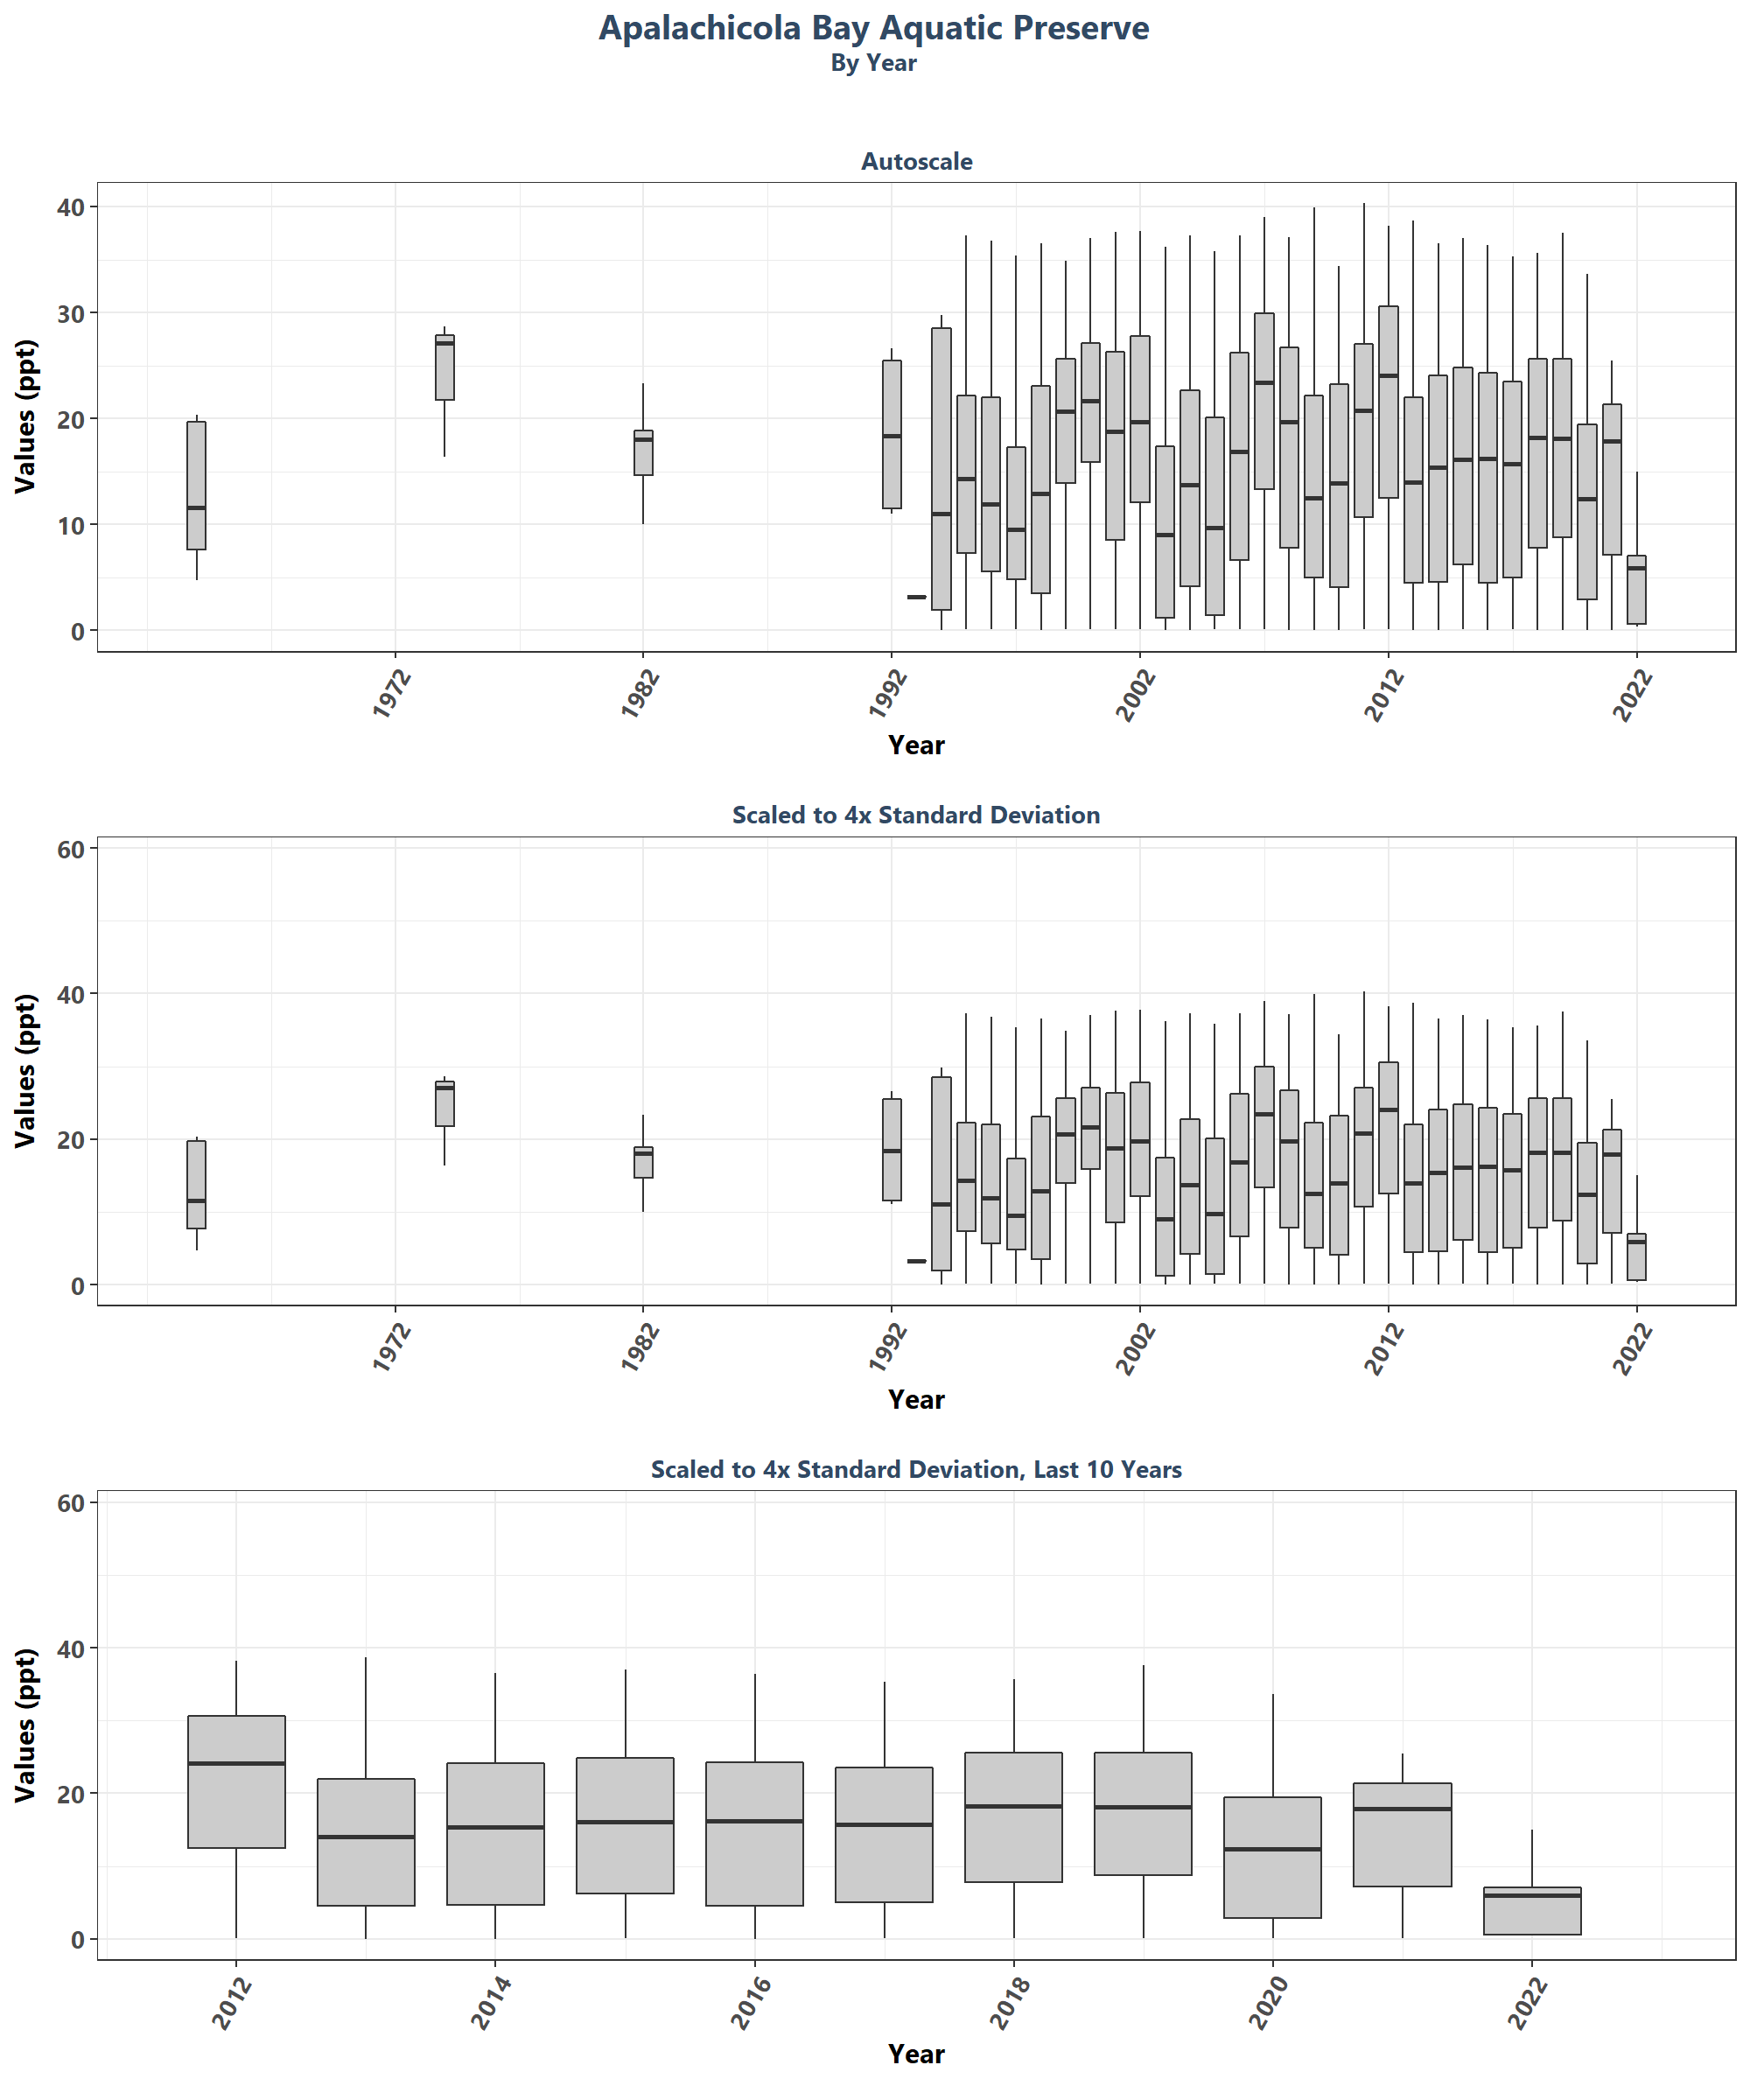 Apalachicola Bay Aquatic Preserve
By Year
Autoscale
Values (ppt)
40
30
20
10
0
1972
1982
1992
2002
2012
2022
Year
Scaled to 4x Standard Deviation
Values (ppt)
60
40
20
0
1972
1982
1992
2002
2012
2022
Year
Scaled to 4x Standard Deviation, Last 10 Years
Values (ppt)
60
40
20
0
2012
2014
2016
2018
2020
2022
Year